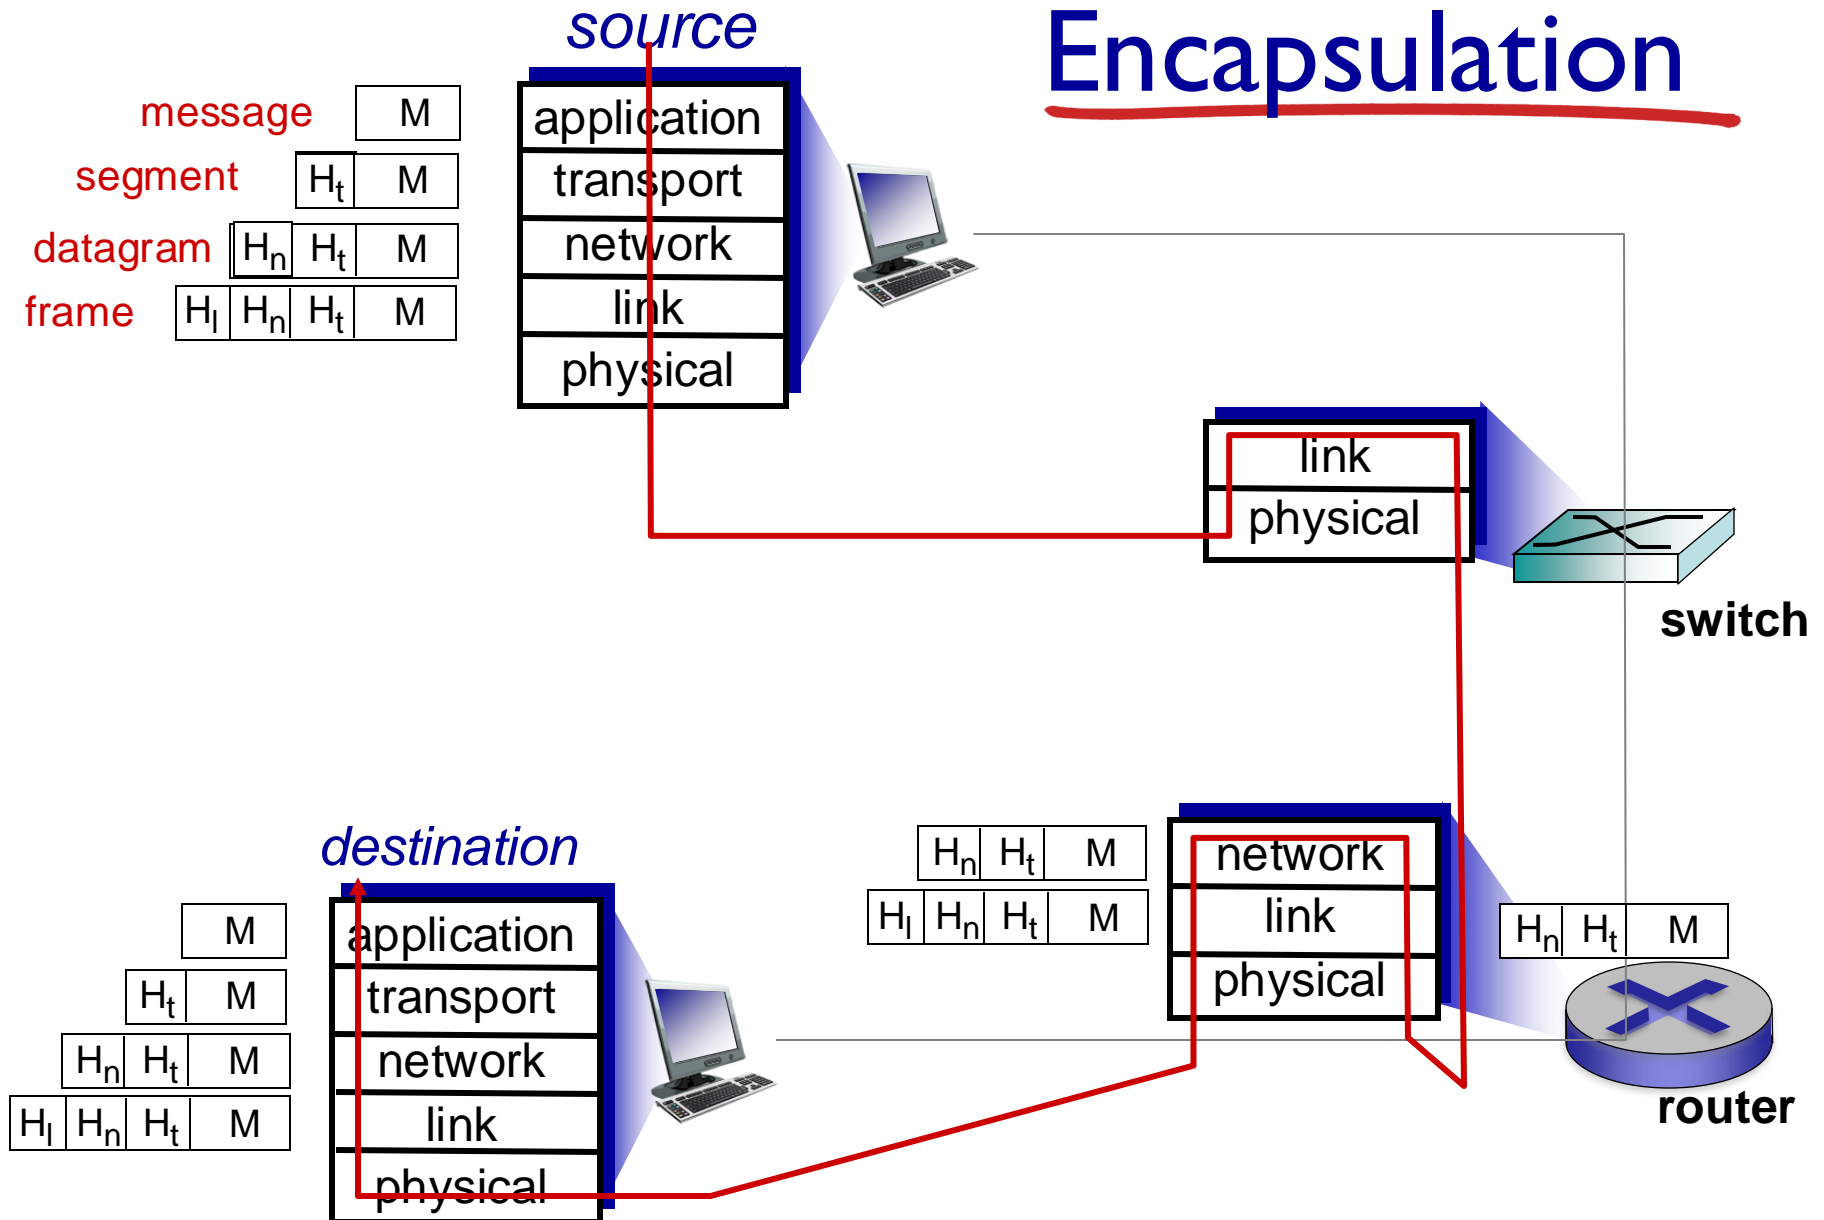 source
Encapsulation
message M
segment Ht M
datagram Hn Ht M
frame Hl Hn Ht M
application
transport
network
link
physical
link
physical
switch
destination
M
Ht M
Hn Ht M
Hl Hn Ht M
application
transport
network
link
physical
Hn Ht M
Hl Hn Ht M
network
link
physical
Hn Ht M
router